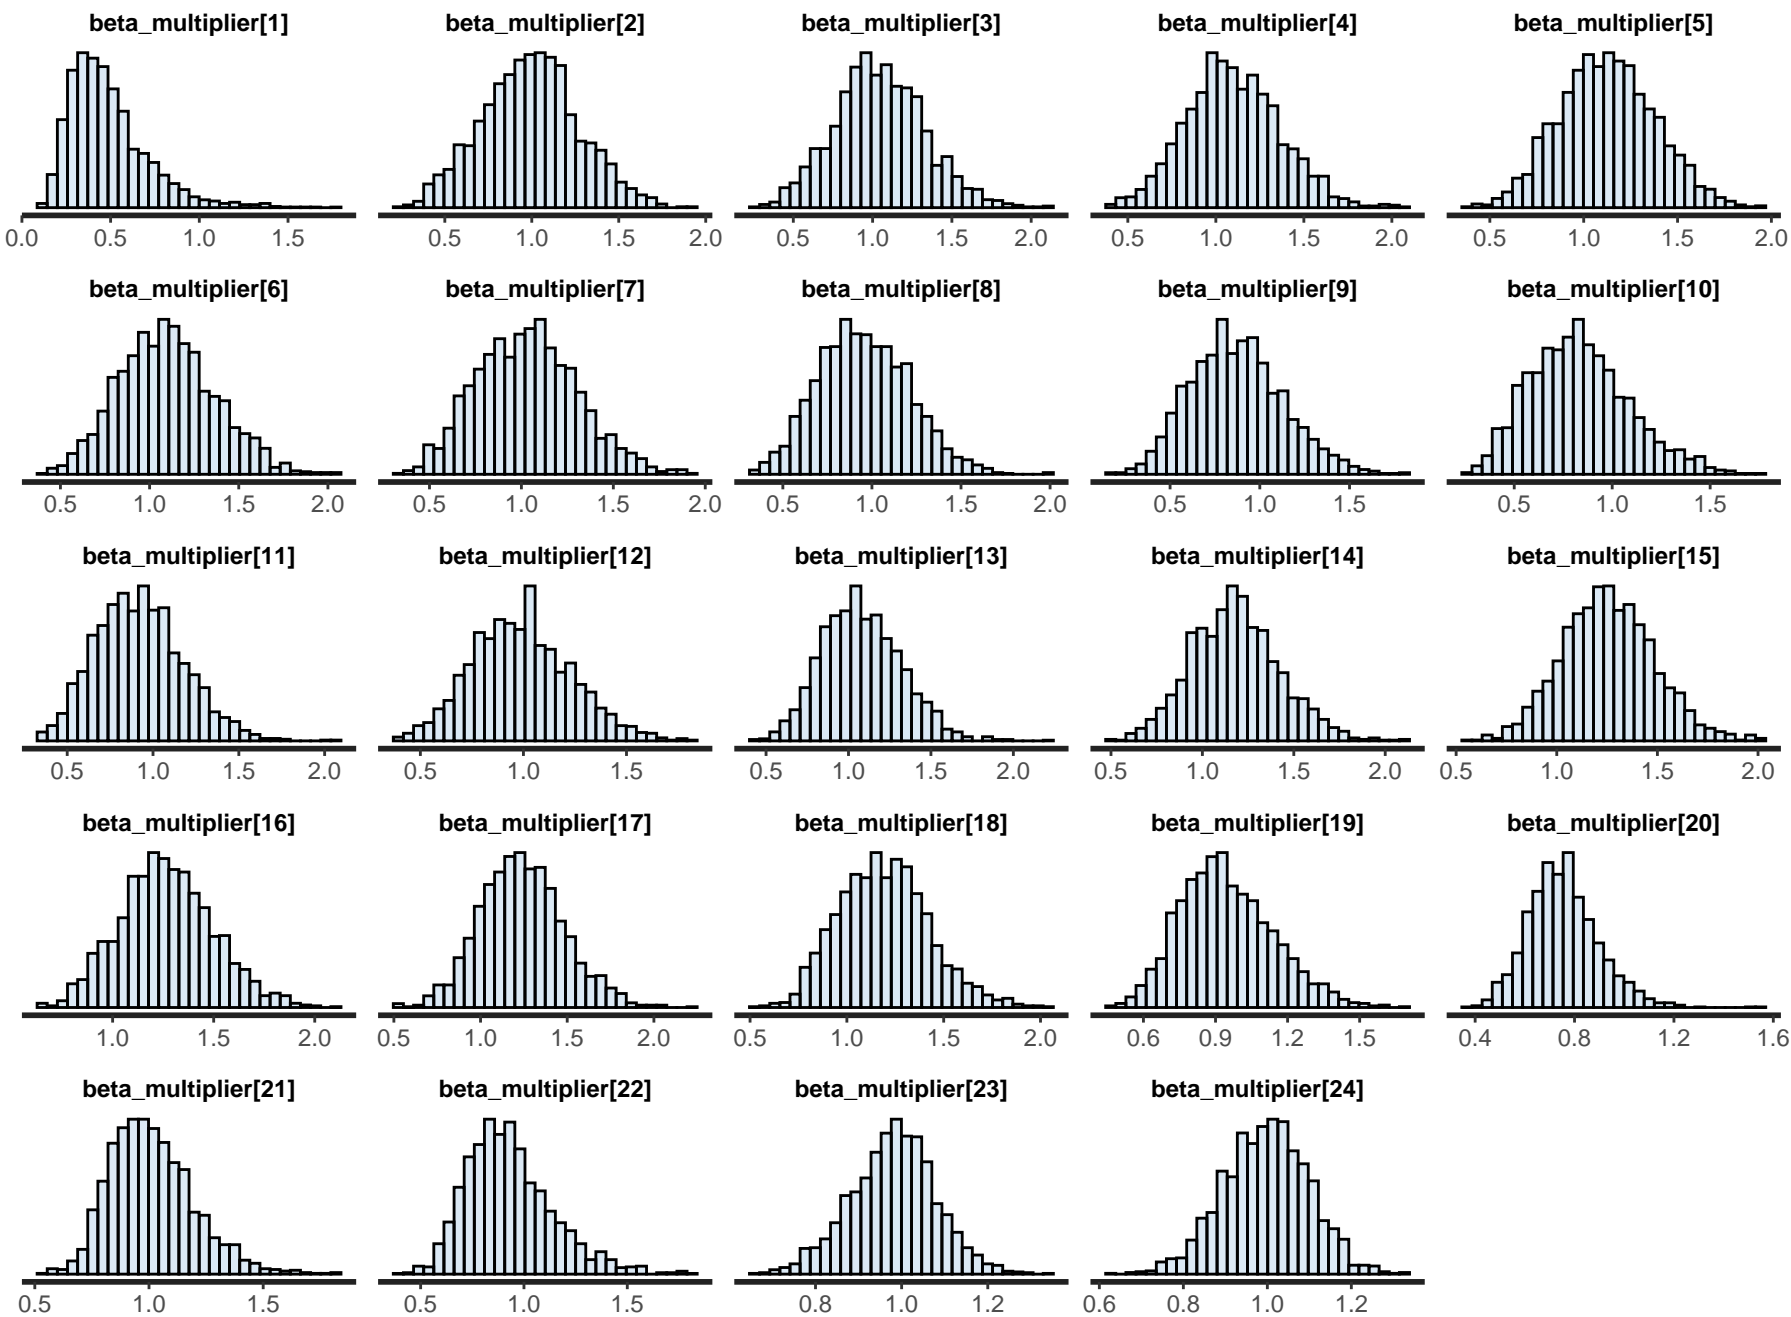 beta_multiplier[1] beta_multiplier[2] beta_multiplier[3] beta_multiplier[4] beta_multiplier[5]
0.0 0.5 1.0 1.5 0.5 1.0 1.5 2.0 0.5 1.0 1.5 2.0 0.5 1.0 1.5 2.0 0.5 1.0 1.5 2.0
beta_multiplier[6] beta_multiplier[7] beta_multiplier[8] beta_multiplier[9] beta_multiplier[10]
0.5 1.0 1.5 2.0 0.5 1.0 1.5 2.0 0.5 1.0 1.5 2.0 0.5 1.0 1.5 0.5 1.0 1.5
beta_multiplier[11] beta_multiplier[12] beta_multiplier[13] beta_multiplier[14] beta_multiplier[15]
0.5 1.0 1.5 2.0 0.5 1.0 1.5 0.5 1.0 1.5 2.0 0.5 1.0 1.5 2.0 0.5 1.0 1.5 2.0
beta_multiplier[16] beta_multiplier[17] beta_multiplier[18] beta_multiplier[19] beta_multiplier[20]
1.0 1.5 2.0 0.5 1.0 1.5 2.0 0.5 1.0 1.5 2.0 0.6 0.9 1.2 1.5 0.4 0.8 1.2 1.6
beta_multiplier[21] beta_multiplier[22] beta_multiplier[23] beta_multiplier[24]
0.5 1.0 1.5 0.5 1.0 1.5 0.8 1.0 1.2 0.6 0.8 1.0 1.2